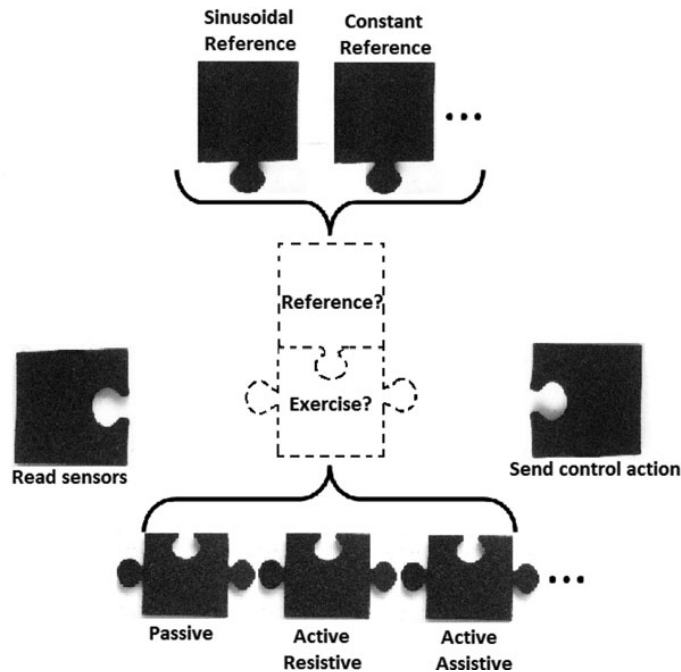 Sinusoidal
Reference
Constant
Reference
Reference?
Exercise?
Read sensors
Send control action
Passive
Active
Resistive
Active
Assistive